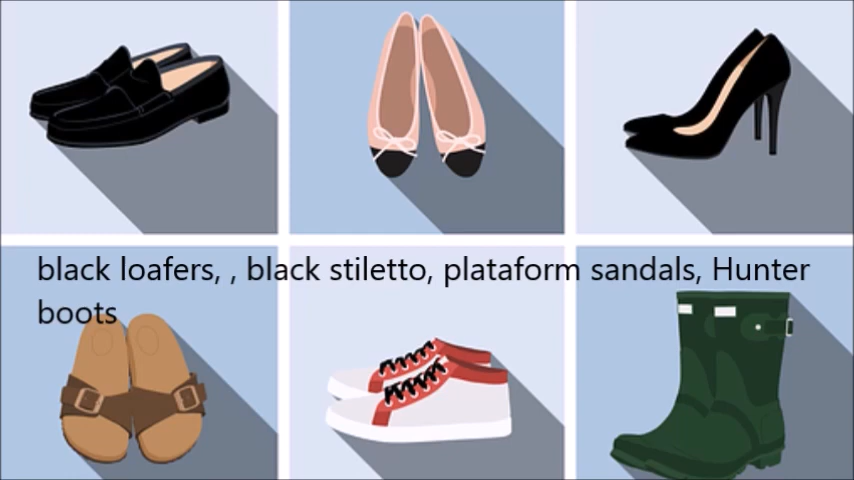 black loafers, , black stiletto, plataform sandals, Hunter
boots